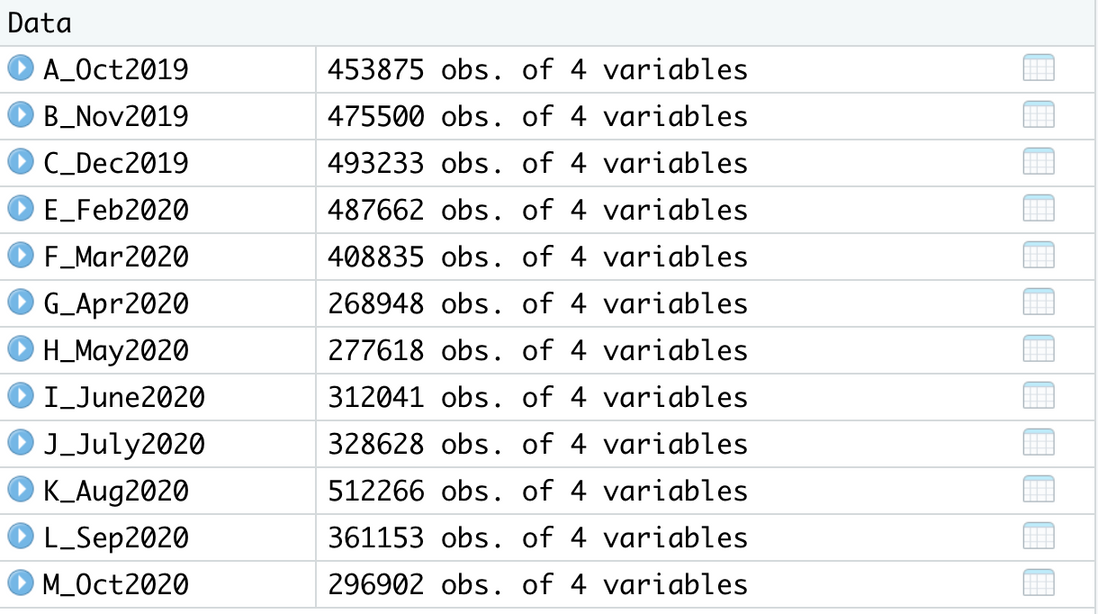 Data
A_Oct2019 453875 obs. of 4 variables
B_Nov2019 475500 obs. of 4 variables
C_Dec2019 493233 obs. of 4 variables
E_Feb2020 487662 obs. of 4 variables
F_Mar2020 408835 obs. of 4 variables
G_Apr2020 268948 obs. of 4 variables
H_May2020 277618 obs. of 4 variables
I_June2020 312041 obs. of 4 variables
J_July2020 328628 obs. of 4 variables
K_Aug2020 512266 obs. of 4 variables
L_Sep2020 361153 obs. of 4 variables
M_Oct2020 296902 obs. of 4 variables